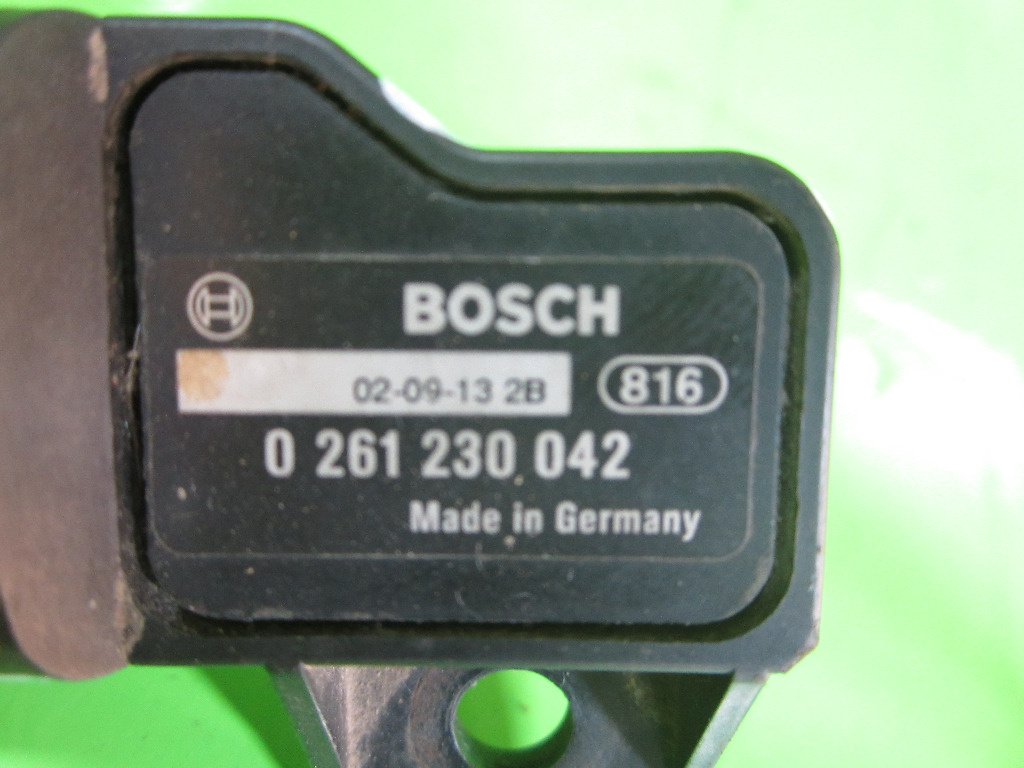 BOSCH
02-09-13 2B
816
0 261 230 042
Made in Germany